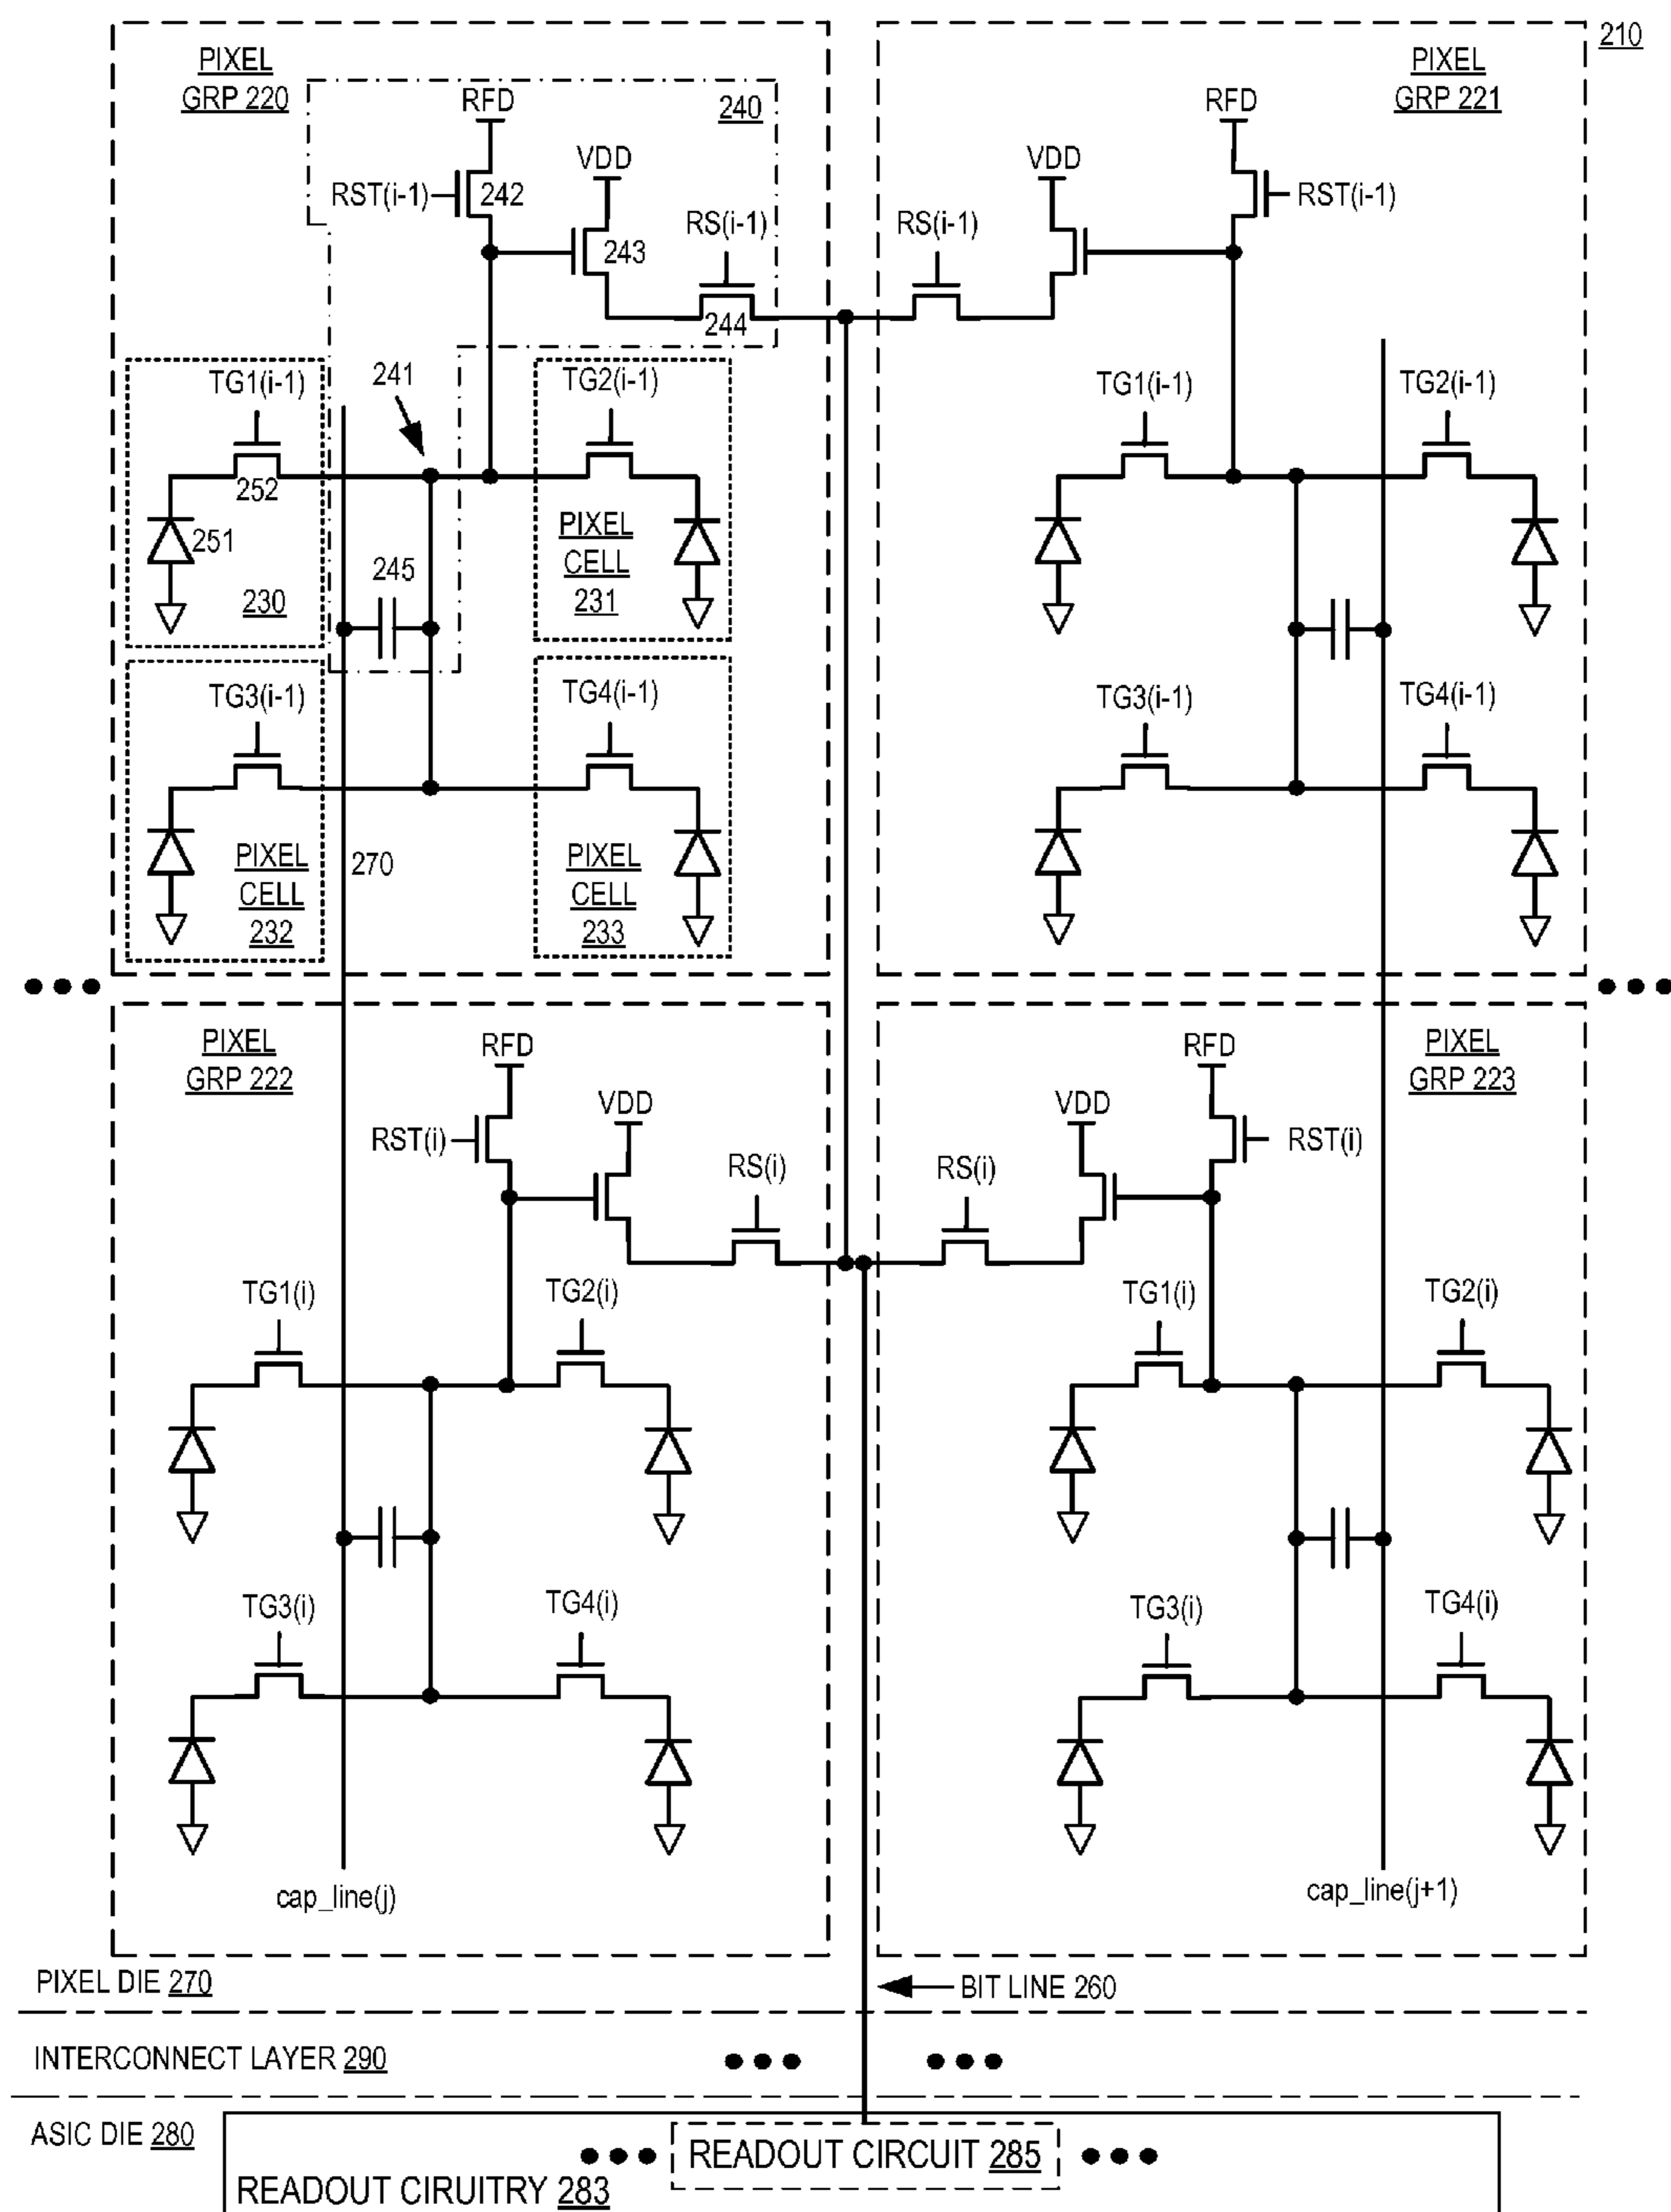 210
PIXEL
GRP 220
240
RFD
VDD
RST(i-1)
242
RS(i-1)
243
244
PIXEL
GRP 221
RFD
VDD
RST(i-1)
RS(i-1)
241
TG1(i-1)
252
251
230
245
TG2(i-1)
PIXEL
CELL
231
TG3(i-1)
PIXEL
CELL
232
270
TG4(i-1)
PIXEL
CELL
233
TG1(i-1)
TG2(i-1)
TG3(i-1)
TG4(i-1)
PIXEL
GRP 222
RFD
VDD
RST(i)
RS(i)
PIXEL
GRP 223
RFD
VDD
RST(i)
RS(i)
TG1(i)
TG2(i)
TG3(i)
TG4(i)
TG1(i)
TG2(i)
TG3(i)
TG4(i)
cap_line(j)
cap_line(j+1)
PIXEL DIE 270
BIT LINE 260
INTERCONNECT LAYER 290
ASIC DIE 280
READOUT CIRCUIT 285
READOUT CIRUITRY 283